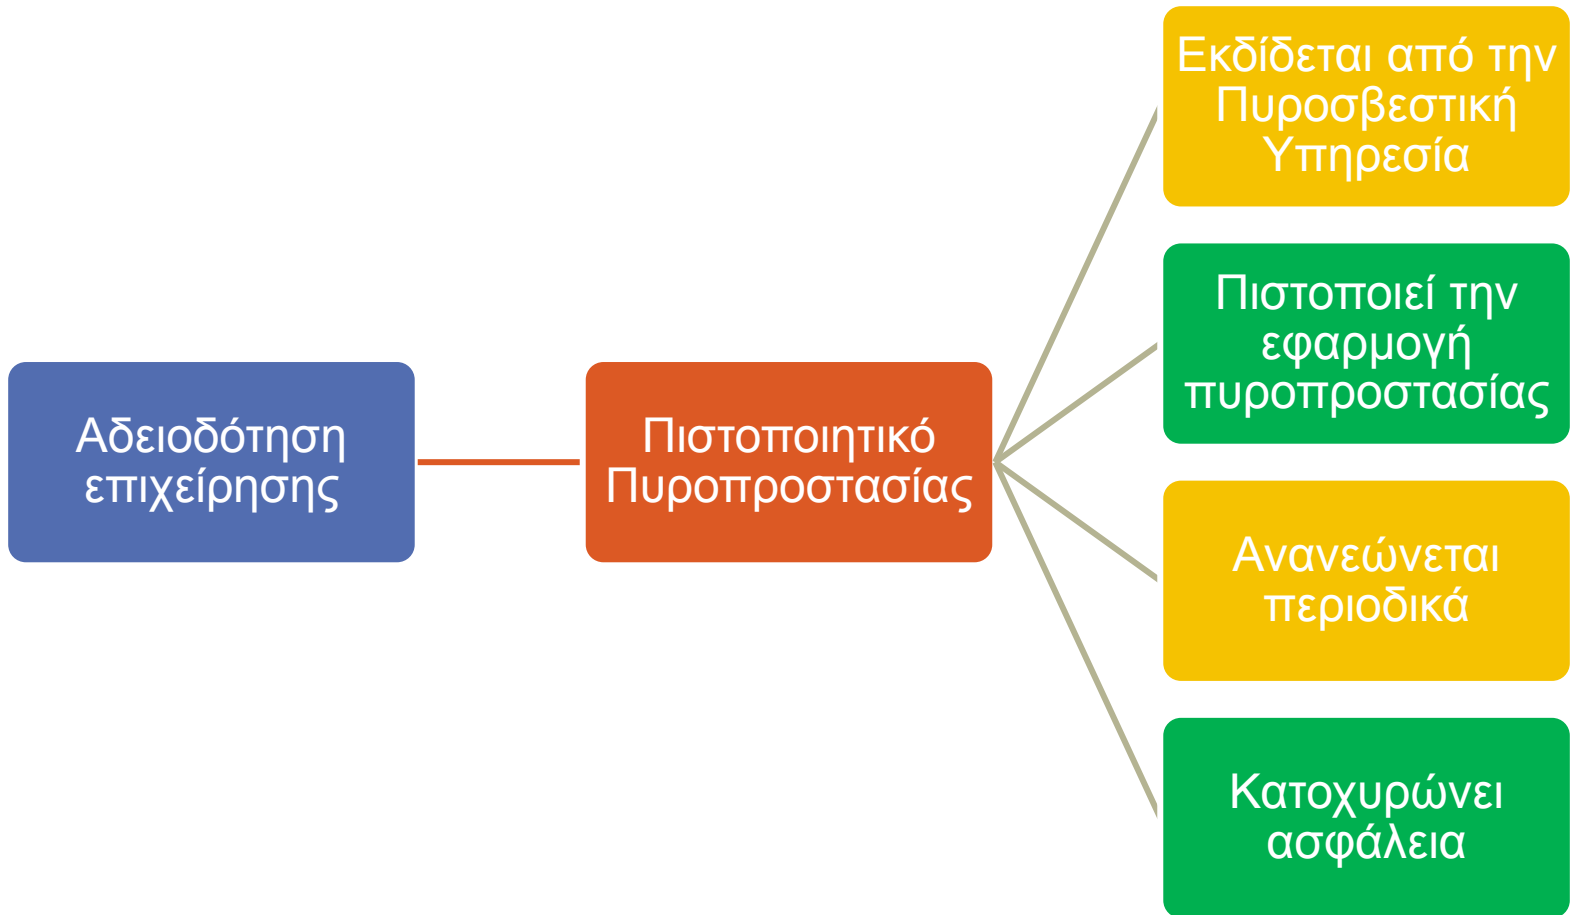 Αδειοδότηση
επιχείρησης
Πιστοποιητικό
Πυροπροστασίας
Εκδίδεται από την
Πυροσβεστική
Υπηρεσία
Πιστοποιεί την
εφαρμογή
πυροπροστασίας
Ανανεώνεται
περιοδικά
Κατοχυρώνει
ασφάλεια